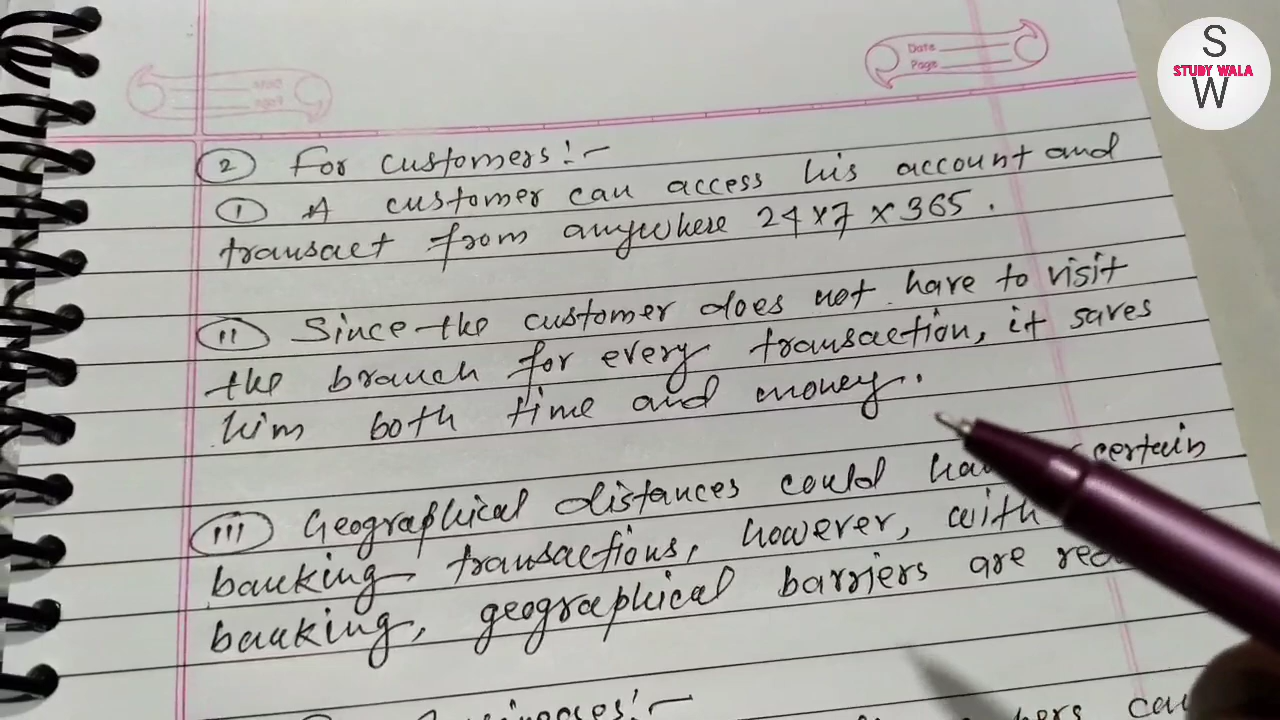 Date
Page
S
STUDY WALA
W
② For customers:-
① A customer can access his account and
transact from anywhere 24x7x365.
(ii) Since the customer does not have to visit
the branch for every transaction, it saves
him both time and money.
(iii) Geographical distances could certain
banking transactions, however, with
banking, geographical barriers are